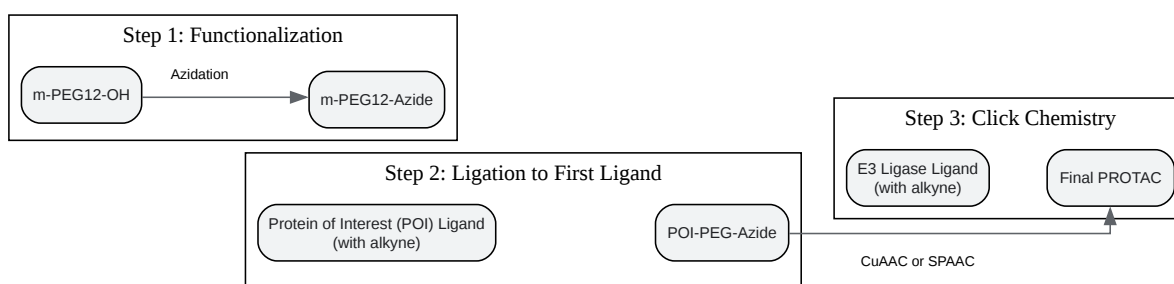 Step 1: Functionalization
m-PEG12-OH
Azidation
m-PEG12-Azide
Step 2: Ligation to First Ligand
Protein of Interest (POI) Ligand
(with alkyne)
POI-PEG-Azide
Step 3: Click Chemistry
E3 Ligase Ligand
(with alkyne)
Final PROTAC
CuAAC or SPAAC